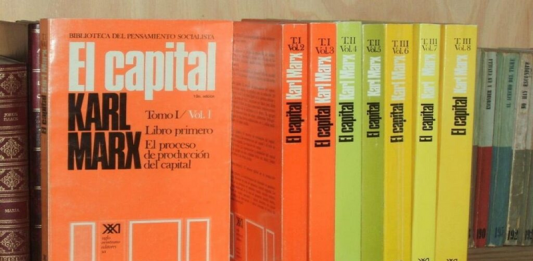 BIBLIOTECA DEL PENSAMIENTO SOCIALISTA
El capital
KARL
MARX
Tomo I / Vol. 1
Libro primero
El proceso
de producción
del capital
XXI
siglo
veintiuno
editores
T.I
Vol.2
El capital Karl Marx
T.I
Vol.3
El capital Karl Marx
T.II
Vol.4
El capital Karl Marx
T.II
Vol.5
El capital Karl Marx
T.III
Vol.6
El capital Karl Marx
T.III
Vol.7
El capital Karl Marx
T.III
Vol.8
El capital Karl Marx